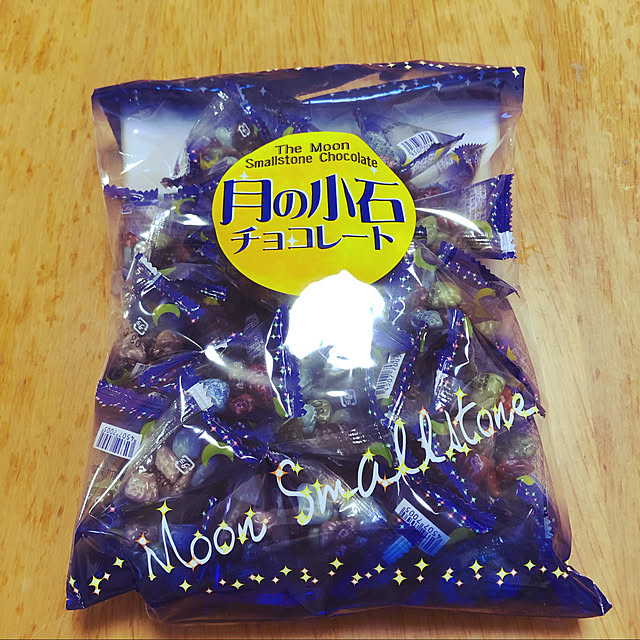 The Moon
Smallstone Chocolate
月の小石
チョコレート
Moon Smallstone